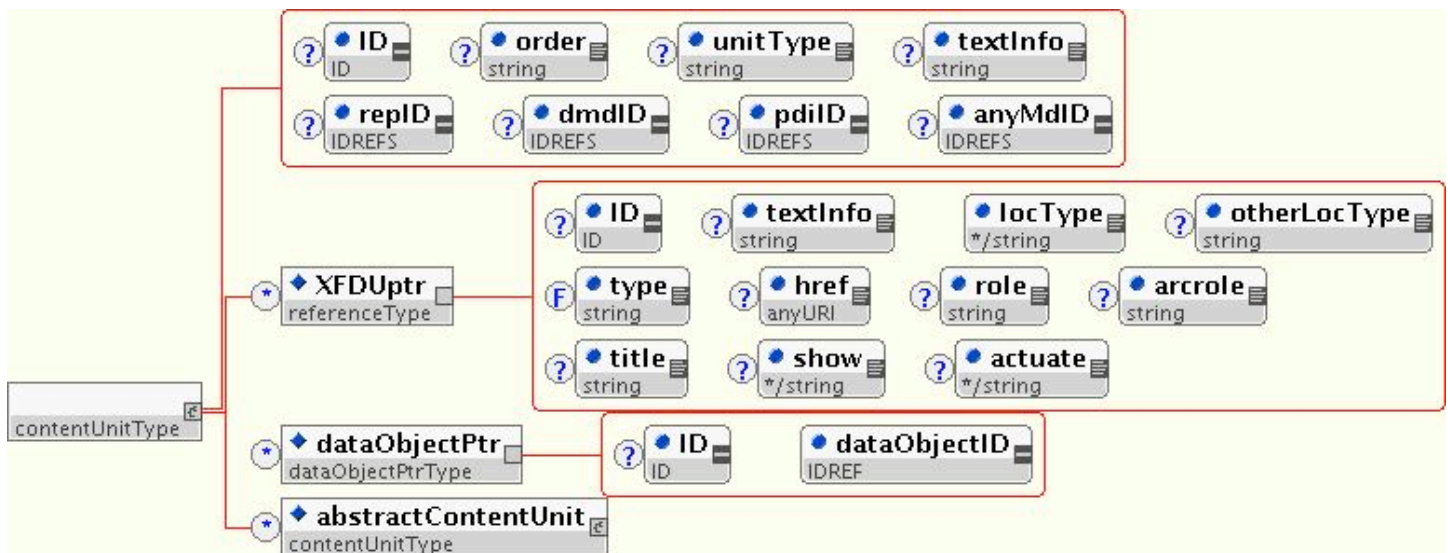 ? ID ? order ? unitType ? textInfo
ID string string string
? repID ? dmdID ? pdiID ? anyMdID
IDREFS IDREFS IDREFS IDREFS
? ID ? textInfo locType ? otherLocType
ID string */string string
* XFDUptr
referenceType
F type ? href ? role ? arcrole
string anyURI string string
? title ? show ? actuate
string */string */string
contentUnitType
* dataObjectPtr
dataObjectPtrType
? ID dataObjectID
ID IDREF
* abstractContentUnit
contentUnitType